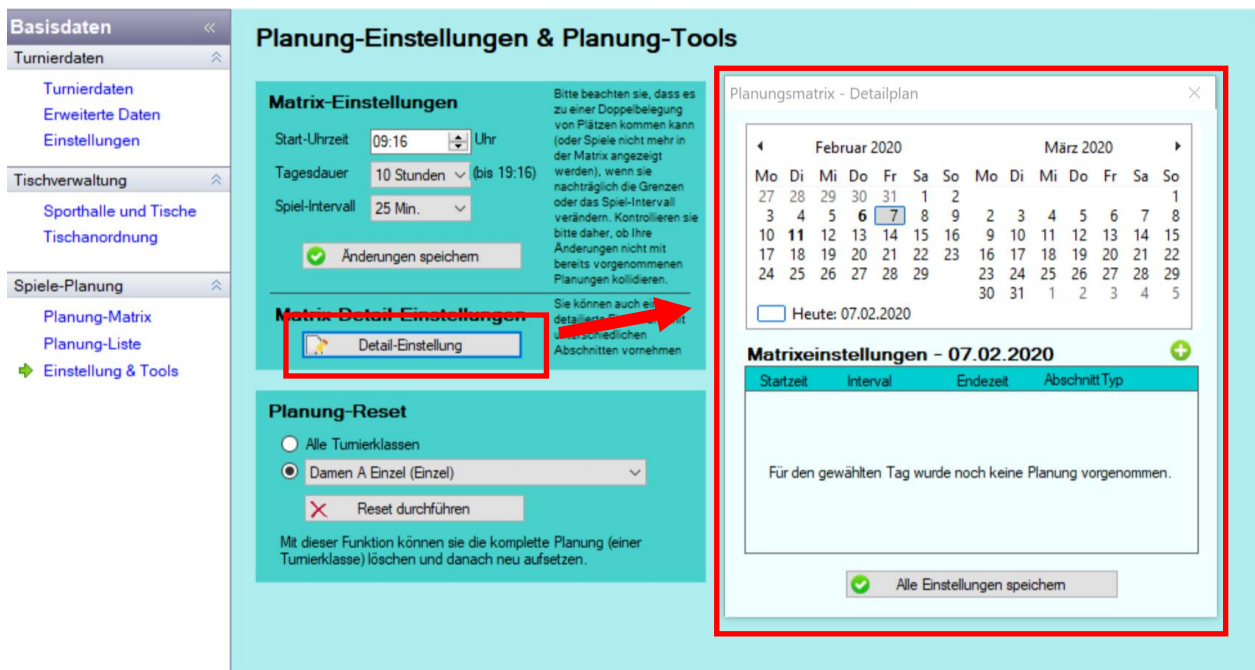 Basisdaten
Turnierdaten
Turnierdaten
Erweiterte Daten
Einstellungen
Tischverwaltung
Sporthalle und Tische
Tischanordnung
Spiele-Planung
Planung-Matrix
Planung-Liste
Einstellung & Tools
Planung-Einstellungen & Planung-Tools
Matrix-Einstellungen
Start-Uhrzeit 09:16 Uhr
Tagesdauer 10 Stunden (bis 19:16)
Spiel-Intervall 25 Min.
Änderungen speichern
Bitte beachten sie, dass es
zu einer Doppelbelegung
von Plätzen kommen kann
(oder Spiele nicht mehr in
der Matrix angezeigt
werden), wenn sie
nachträglich die Grenzen
oder das Spiel-Intervall
verändern. Kontrollieren sie
bitte daher, ob Ihre
Änderungen nicht mit
bereits vorgenommenen
Planungen kollidieren.
Matrix-Detail-Einstellungen
Detail-Einstellung
Sie können auch
detailierte
unterschiedlichen
Abschnitten vornehmen
Planung-Reset
Alle Turnierklassen
Damen A Einzel (Einzel)
Reset durchführen
Mit dieser Funktion können sie die komplette Planung (einer
Turnierklasse) löschen und danach neu aufsetzen.
Planungsmatrix - Detailplan
Februar 2020
Mo Di Mi Do Fr Sa So
27 28 29 30 31 1 2
3 4 5 6 7 8 9
10 11 12 13 14 15 16
17 18 19 20 21 22 23
24 25 26 27 28 29
März 2020
Mo Di Mi Do Fr Sa So
1
2 3 4 5 6 7 8
9 10 11 12 13 14 15
16 17 18 19 20 21 22
23 24 25 26 27 28 29
30 31 1 2 3 4 5
Heute: 07.02.2020
Matrixeinstellungen - 07.02.2020
Startzeit Interval Endezeit Abschnitt Typ
Für den gewählten Tag wurde noch keine Planung vorgenommen.
Alle Einstellungen speichern